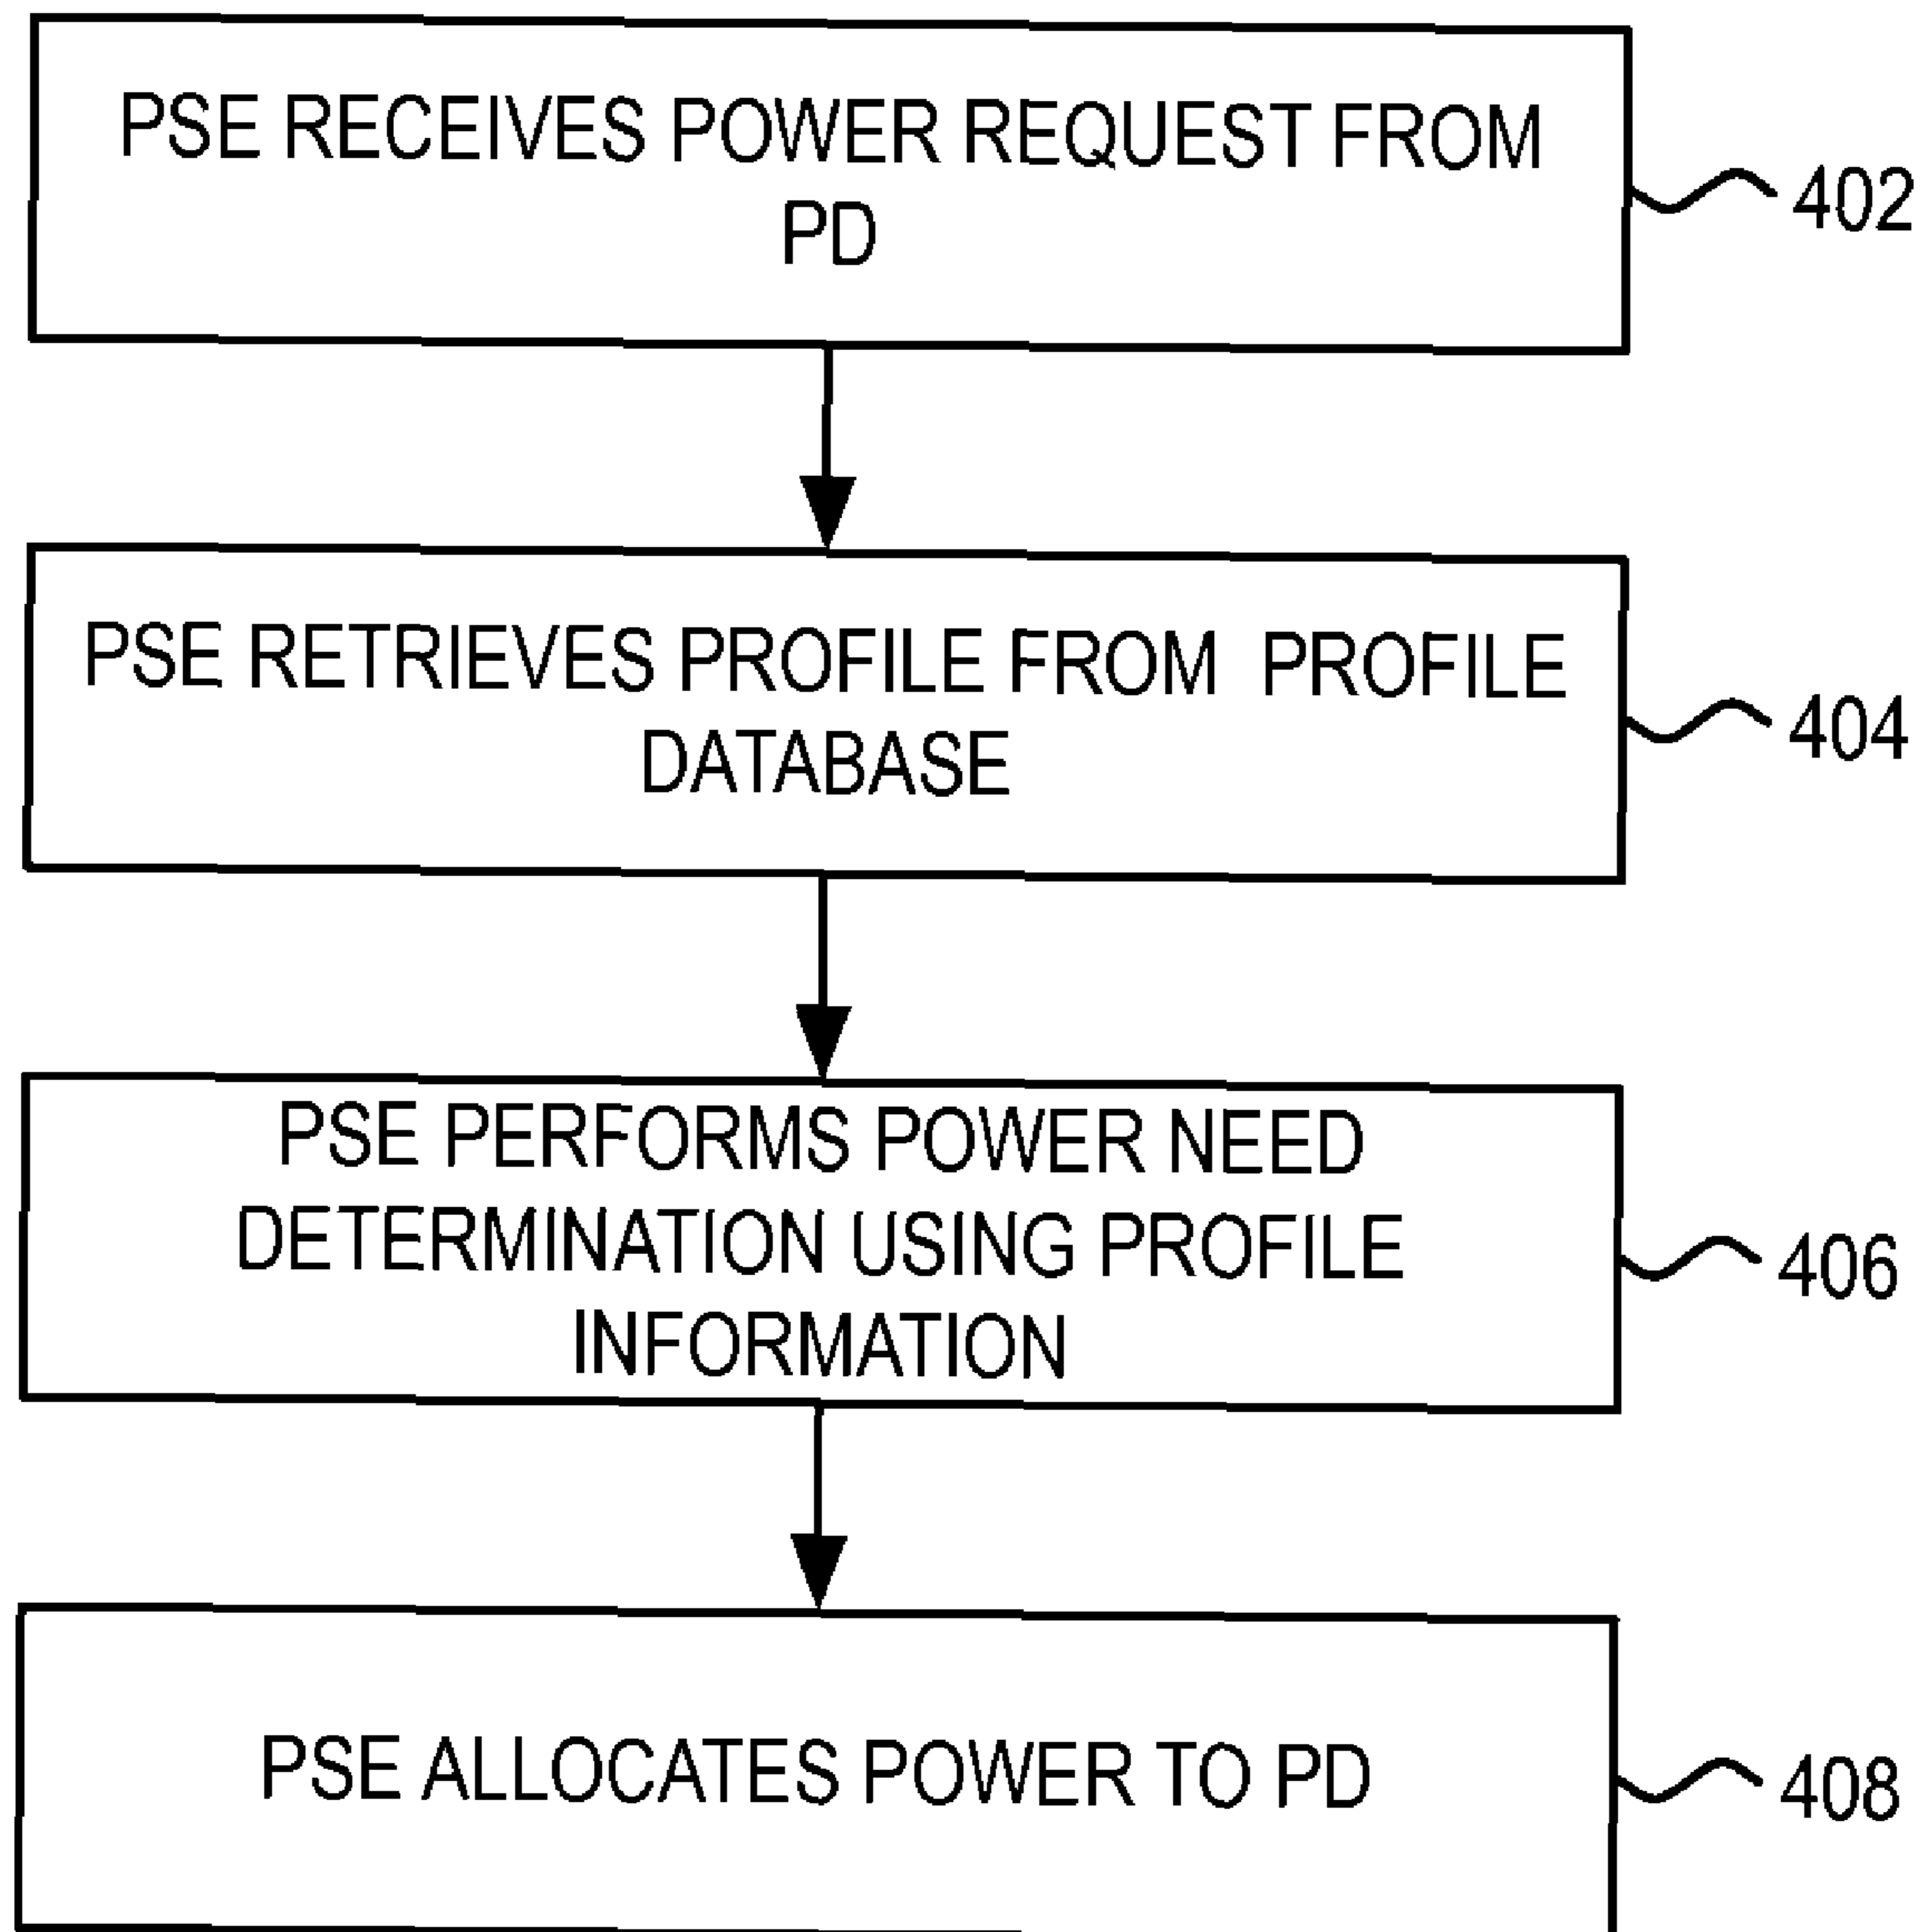 PSE RECEIVES POWER REQUEST FROM
PD
402
PSE RETRIEVES PROFILE FROM PROFILE
DATABASE
404
PSE PERFORMS POWER NEED
DETERMINATION USING PROFILE
INFORMATION
406
PSE ALLOCATES POWER TO PD
408